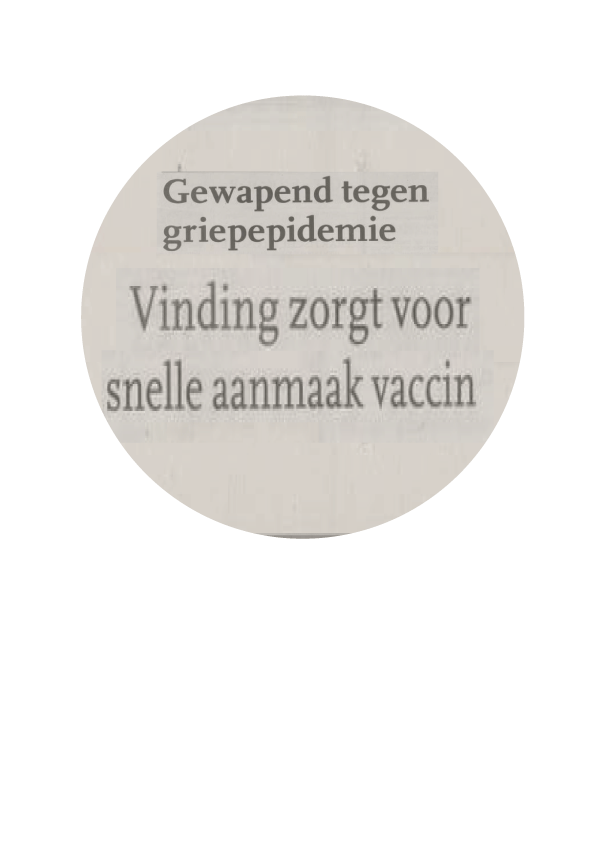 Gewapend tegen
griepepidemie
Vinding zorgt voor
snelle aanmaak vaccin